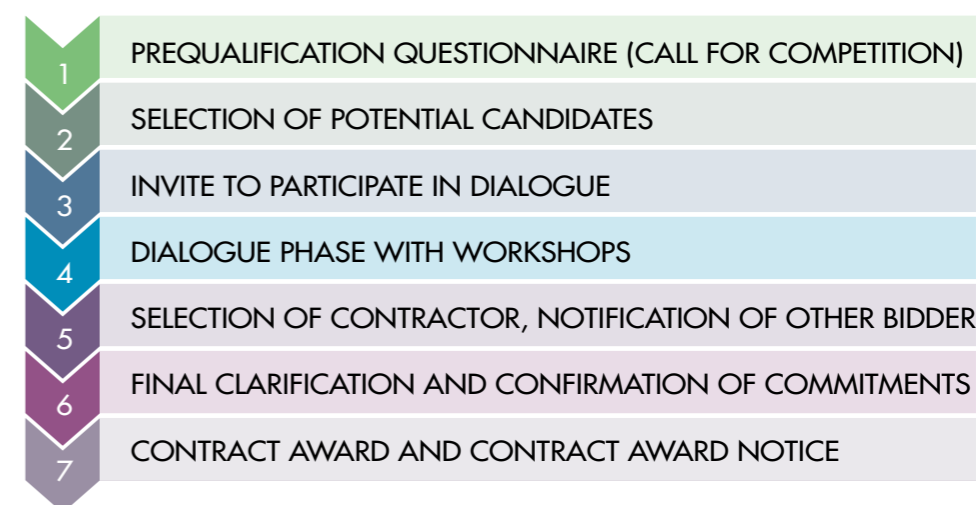 1 PREQUALIFICATION QUESTIONNAIRE (CALL FOR COMPETITION)
2 SELECTION OF POTENTIAL CANDIDATES
3 INVITE TO PARTICIPATE IN DIALOGUE
4 DIALOGUE PHASE WITH WORKSHOPS
5 SELECTION OF CONTRACTOR, NOTIFICATION OF OTHER BIDDER
6 FINAL CLARIFICATION AND CONFIRMATION OF COMMITMENTS
7 CONTRACT AWARD AND CONTRACT AWARD NOTICE